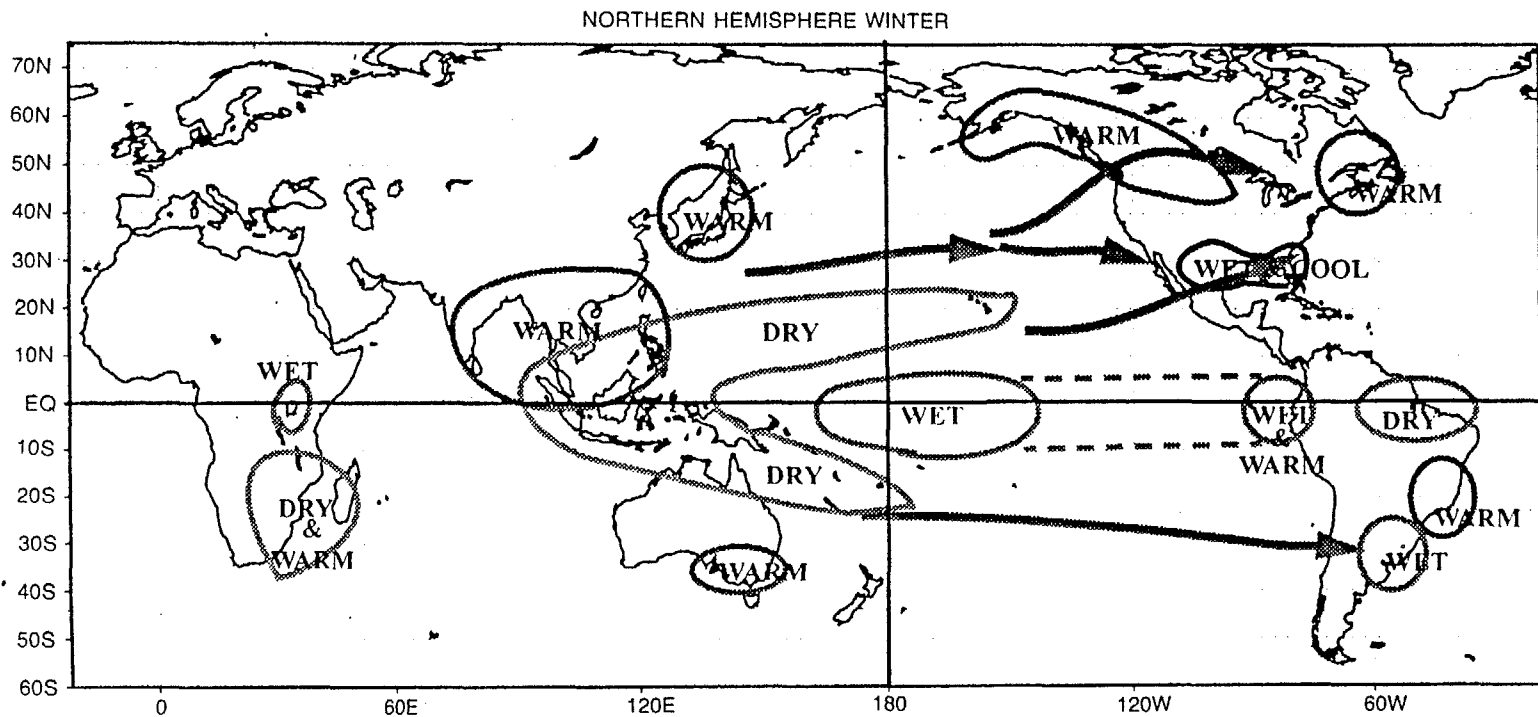 NORTHERN HEMISPHERE WINTER
70N
60N
50N
40N
30N
20N
10N
EQ
10S
20S
30S
40S
50S
60S
WARM
WARM
WARM
WET & COOL
WARM
DRY
WET
WET
WET
&
WARM
DRY
DRY
DRY
&
WARM
WARM
WARM
WET
0
60E
120E
180
120W
60W